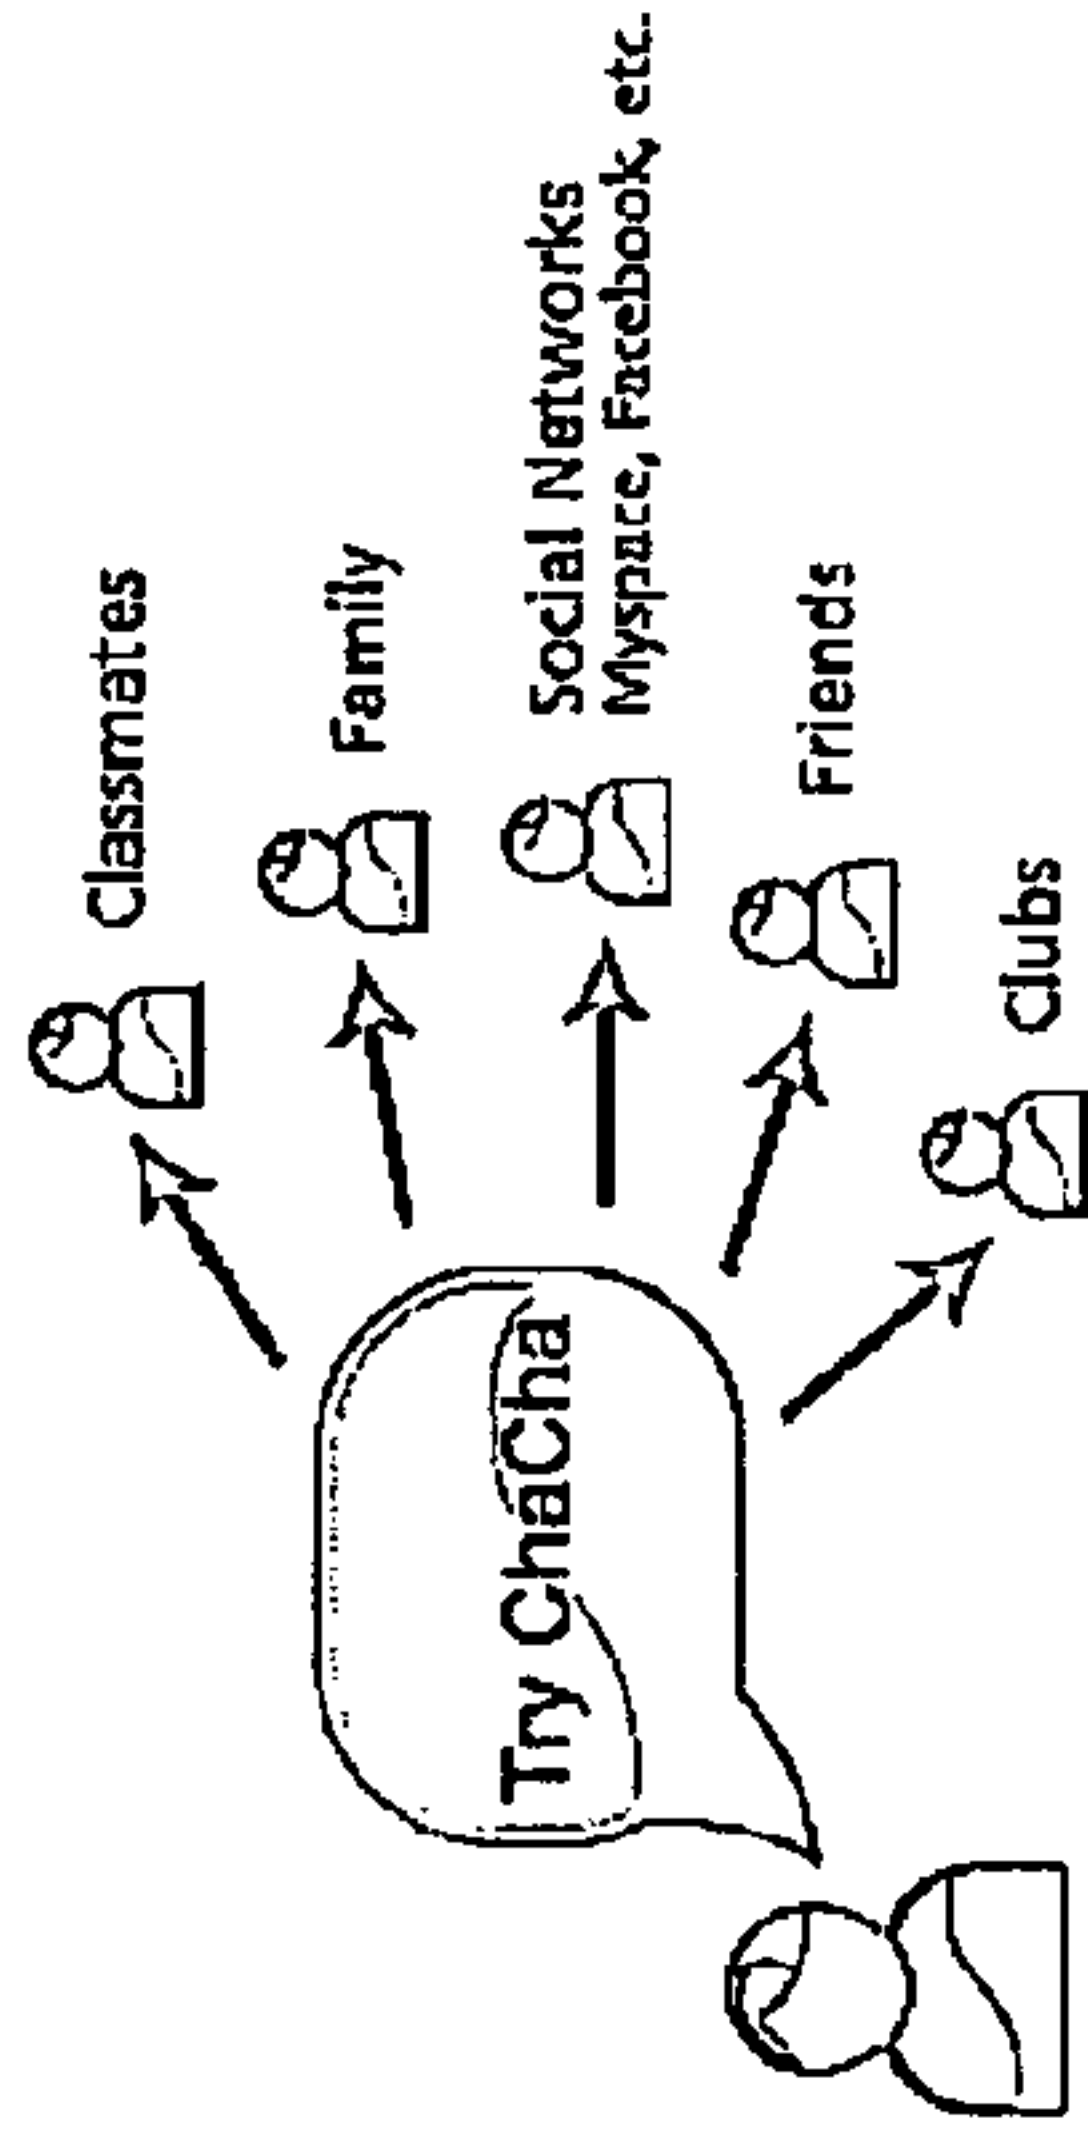 Classmates
Family
Try ChaCha
Social Networks
Myspace, Facebook, etc.
Friends
Clubs